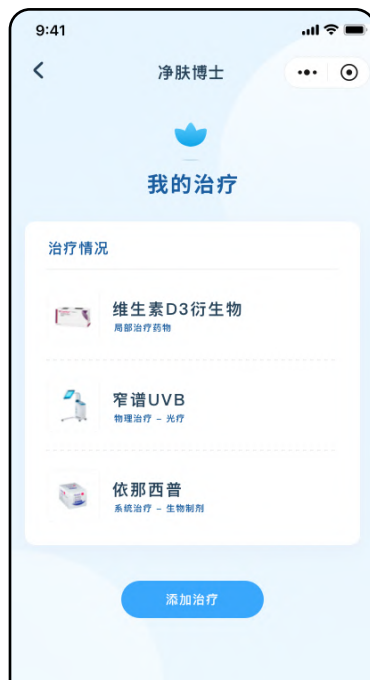 9:41
净肤博士
我的治疗
治疗情况
维生素D3衍生物
局部治疗药物
窄谱UVB
物理治疗 – 光疗
依那西普
系统治疗 – 生物制剂
添加治疗